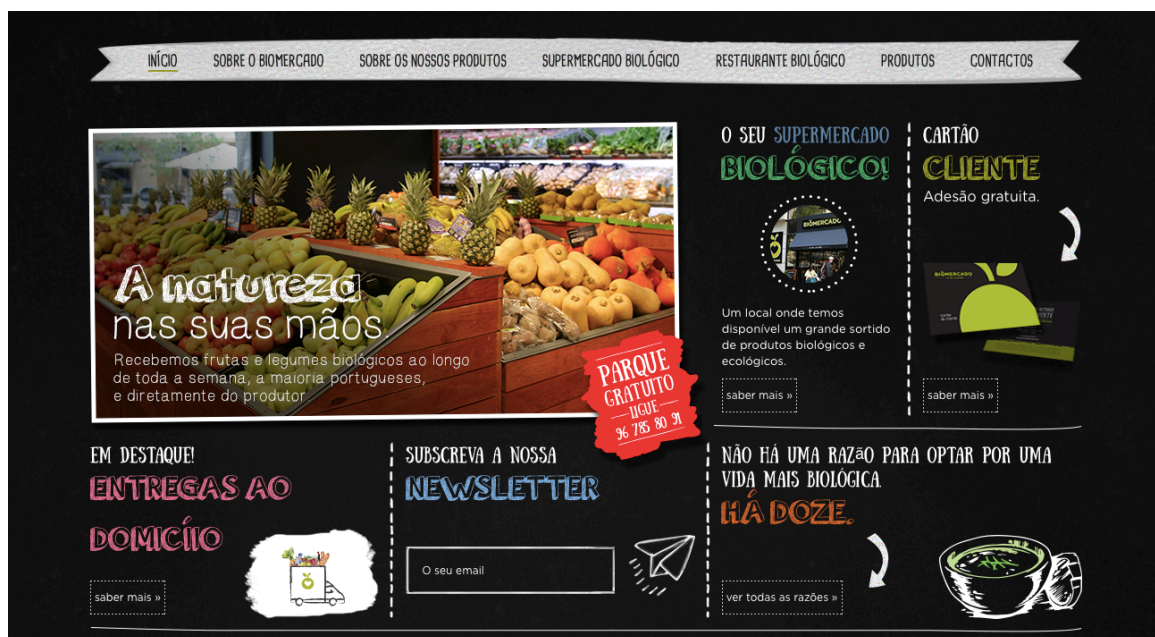 INÍCIO
SOBRE O BIOMERCADO
SOBRE OS NOSSOS PRODUTOS
SUPERMERCADO BIOLÓGICO
RESTAURANTE BIOLÓGICO
PRODUTOS
CONTACTOS
A natureza
nas suas mãos
Recebemos frutas e legumes biológicos ao longo
de toda a semana, a maioria portugueses,
e diretamente do produtor.
PARQUE
GRATUITO
LIGUE
96 785 80 91
O SEU SUPERMERCADO
BIOLÓGICO!
BIOMERCADO
Um local onde temos
disponível um grande sortido
de produtos biológicos e
ecológicos.
saber mais »
CARTÃO
CLIENTE
Adesão gratuita.
BIOMERCADO
saber mais »
EM DESTAQUE!
ENTREGAS AO
DOMICÍIO
saber mais »
SUBSCREVA A NOSSA
NEWSLETTER
O seu email
NÃO HÁ UMA RAZãO PARA OPTAR POR UMA
VIDA MAIS BIOLÓGICA.
HÁ DOZE.
ver todas as razões »